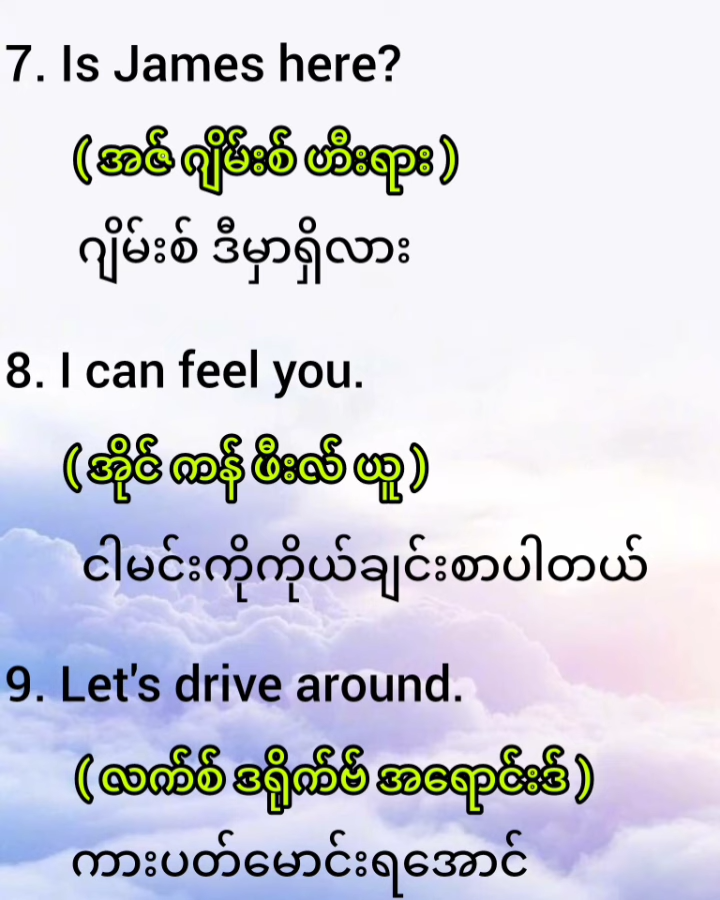 7. Is James here?
(အဇ် ဂျိမ်းစ် ဟီးရား)
ဂျိမ်းစ် ဒီမှာရှိလား
8. I can feel you.
(အိုင် ကန် ဖီးလ် ယူ)
ငါမင်းကိုကိုယ်ချင်းစာပါတယ်
9. Let's drive around.
(လက်စ် ဒရိုက်ဗ် အရောင်းဒ်)
ကားပတ်မောင်းရအောင်